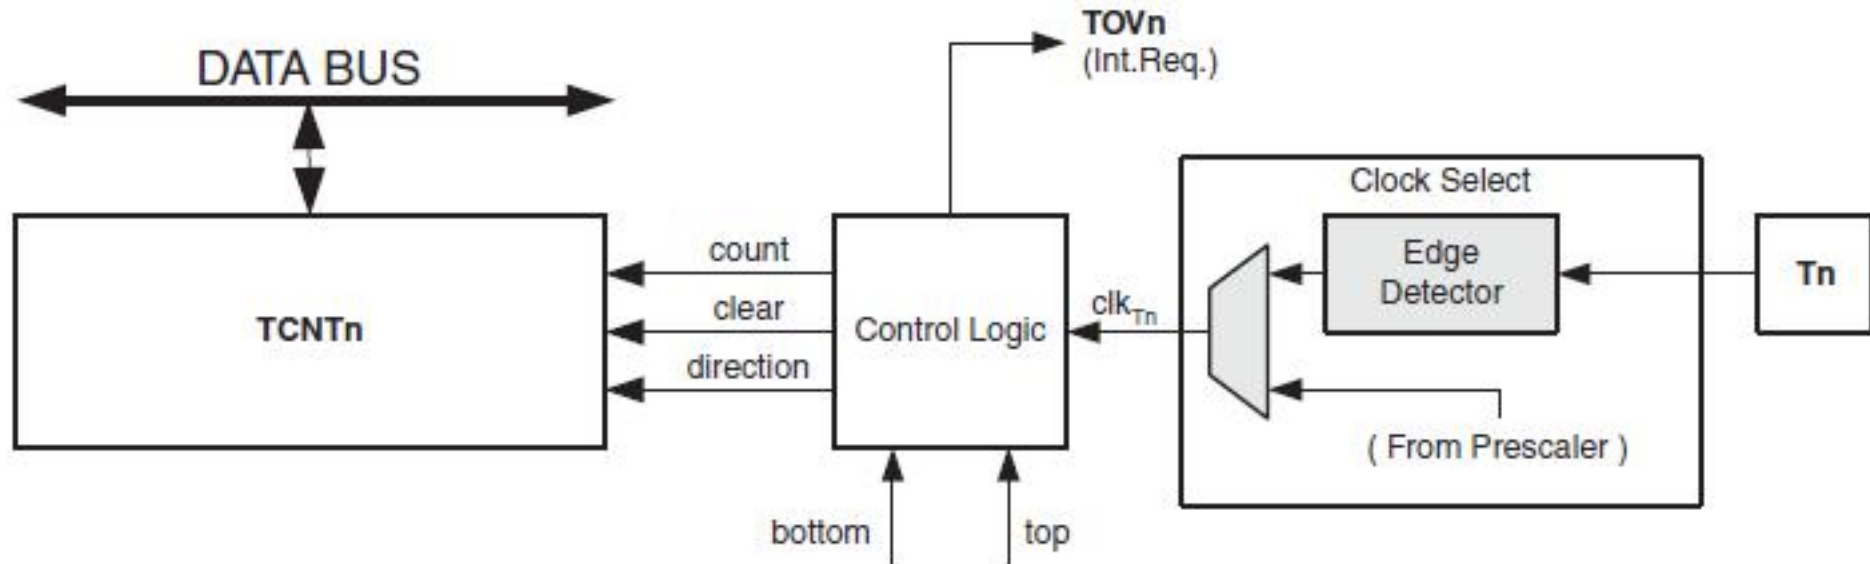 TOVn
(Int.Req.)
DATA BUS
Clock Select
count
clear
direction
TCNTn
Control Logic
clkTn
Edge
Detector
Tn
( From Prescaler )
bottom
top